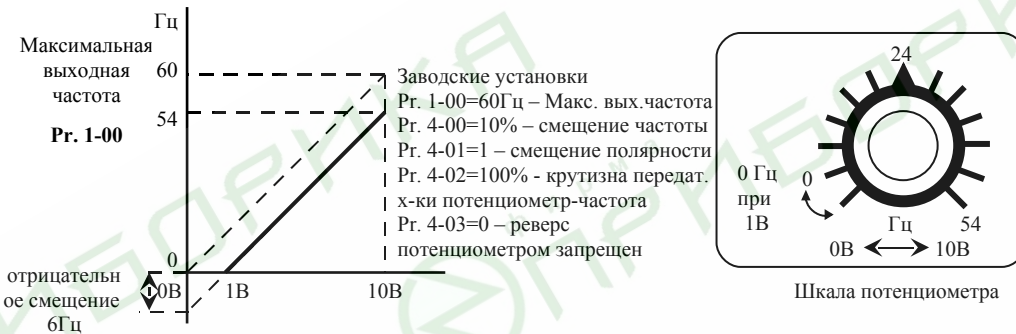 Гц
Максимальная
выходная
частота
Pr. 1-00
60
54
0
отрицательн
ое смещение
6Гц
0В
1В
10В
Заводские установки
Pr. 1-00=60Гц – Макс. вых.частота
Pr. 4-00=10% – смещение частоты
Pr. 4-01=1 – смещение полярности
Pr. 4-02=100% - крутизна передат.
х-ки потенциометр-частота
Pr. 4-03=0 – реверс
потенциометром запрещен
24
0 Гц
при
1В
0
Гц
54
0В
10В
Шкала потенциометра
ПРИБОРИКА